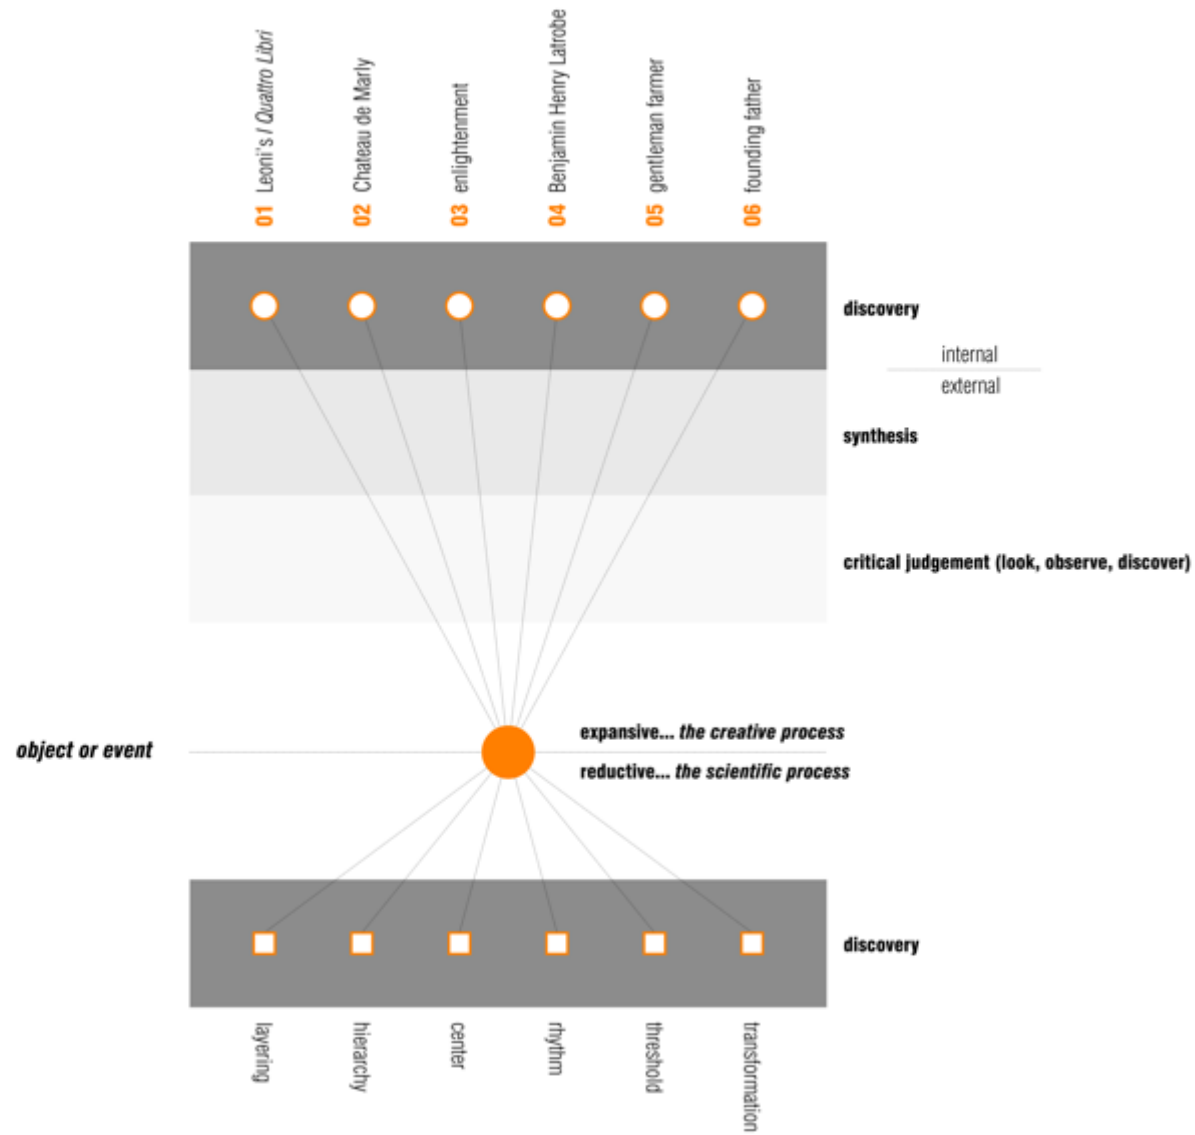 01 Leoni's I Quattro Libri
02 Chateau de Marly
03 enlightenment
04 Benjamin Henry Latrobe
05 gentleman farmer
06 founding father
discovery
internal
external
synthesis
critical judgement (look, observe, discover)
object or event
expansive... the creative process
reductive... the scientific process
discovery
layering
hierarchy
center
rhythm
threshold
transformation